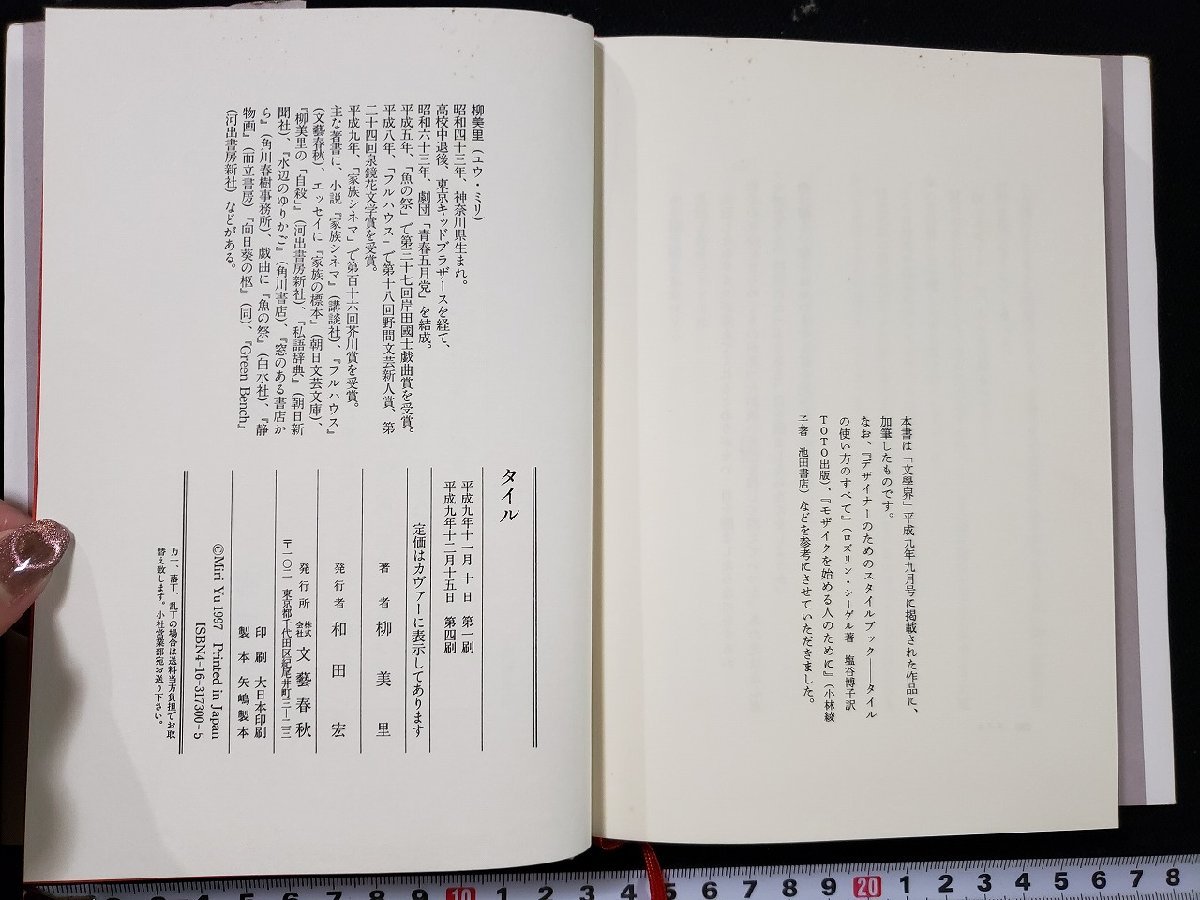 本書は「文學界」平成九年九月号に掲載された作品に、
加筆したものです。
なお、『デザイナーのためのスタイルブック――タイル
の使い方のすべて』(ロズリン・シーゲル著 塩谷博子訳
TOTO出版)、『モザイクを始める人のために』(小林綾
子著 池田書店)などを参考にさせていただきました。
柳美里(ユウ・ミリ)
昭和四十三年、神奈川県生まれ。
高校中退後、東京キッドブラザースを経て、
昭和六十三年、劇団「青春五月党」を結成。
平成五年、「魚の祭」で第三十七回岸田國士戯曲賞を受賞。
平成八年、「フルハウス」で第十八回野間文芸新人賞、第
二十四回泉鏡花文学賞を受賞。
平成九年、「家族シネマ」で第百十六回芥川賞を受賞。
主な著書に、小説『家族シネマ』(講談社)、『フルハウス』
(文藝春秋)、エッセイに『家族の標本』(朝日文芸文庫)、
『柳美里の「自殺」』(河出書房新社)、『私語辞典』(朝日新
聞社)、『水辺のゆりかご』(角川書店)、『窓のある書店か
ら』(角川春樹事務所)、戯曲に『魚の祭』(白水社)、『静
物画』(而立書房)『向日葵の柩』(同)、『Green Bench』
(河出書房新社)などがある。
タイル
平成九年十一月 十 日 第一刷
平成九年十二月十五日 第四刷
定価はカヴァーに表示してあります
著 者 柳 美 里
発行者 和 田 宏
発行所 株式会社 文藝春秋
〒一〇二 東京都千代田区紀尾井町三―二三
印 刷 大日本印刷
製 本 矢嶋製本
©Miri Yu 1997 Printed in Japan
ISBN4-16-317300-5
万一、落丁、乱丁の場合は送料当方負担でお取
替え致します。小社営業部宛お送り下さい。
10 1 2 3 4 5 6 7 8 9 20 1 2 3 4 5 6 7 8